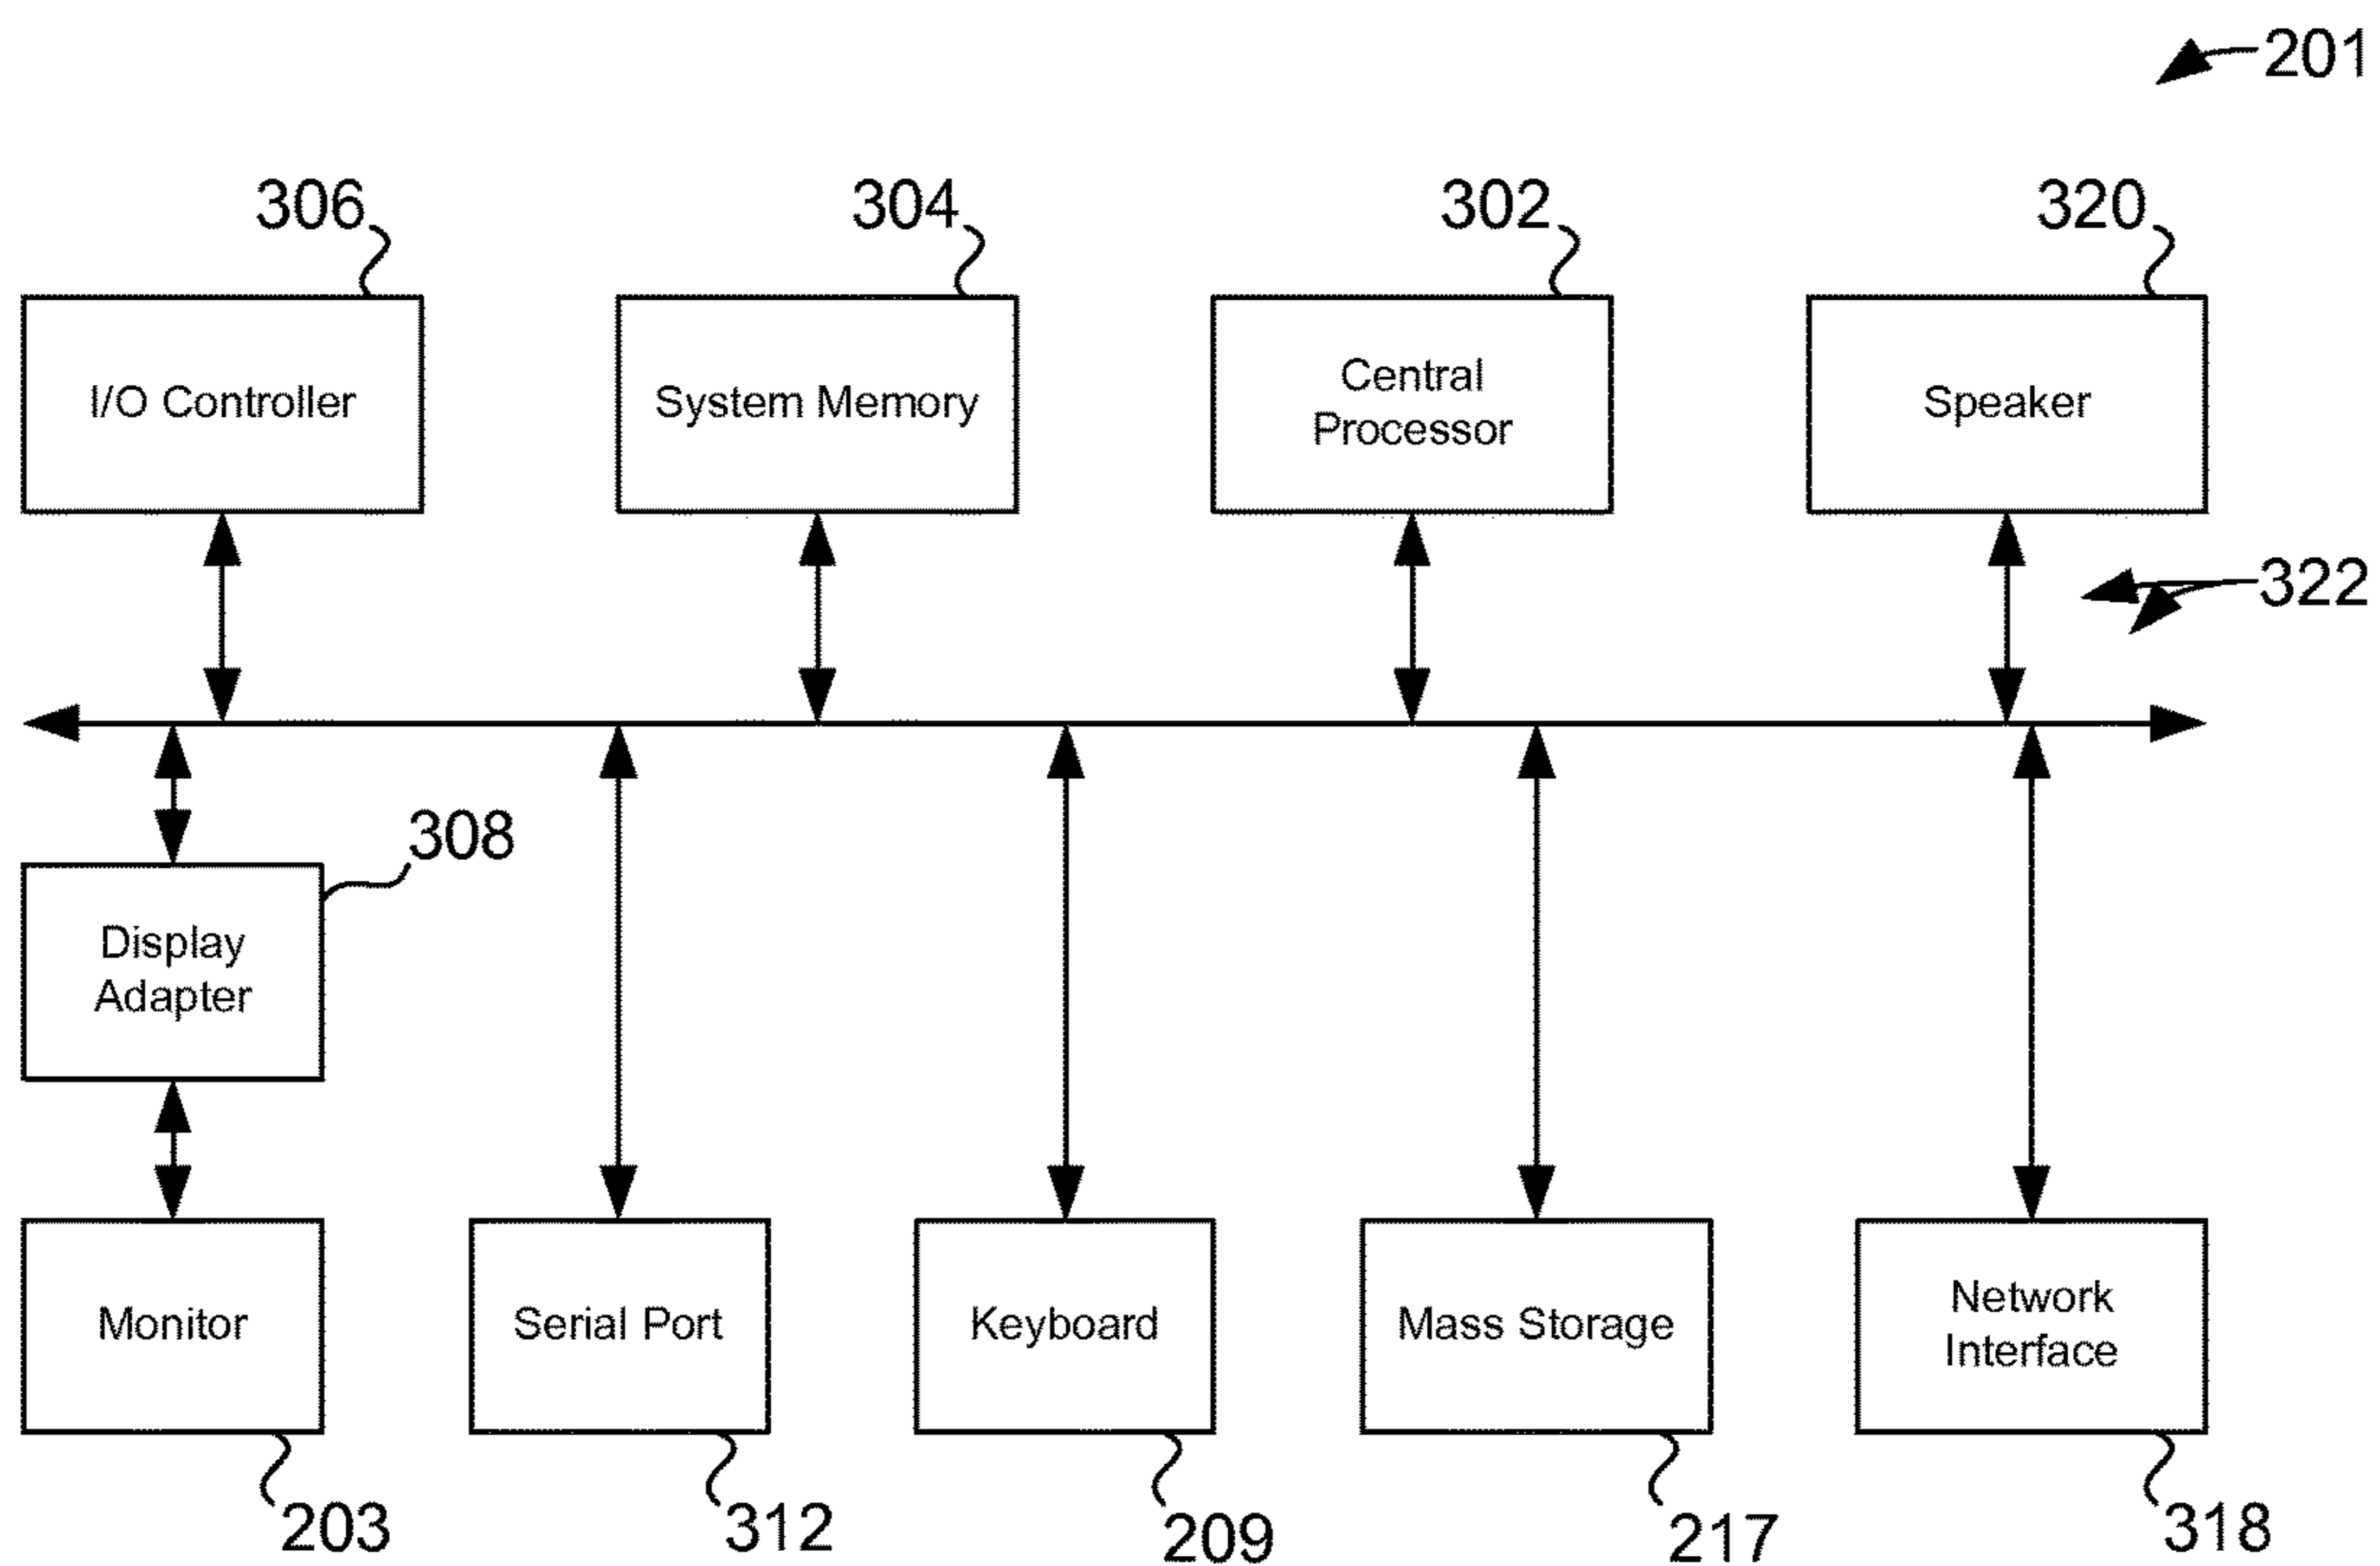 201
306
304
302
320
I/O Controller
System Memory
Central
Processor
Speaker
322
308
Display
Adapter
Monitor
Serial Port
Keyboard
Mass Storage
Network
Interface
203
312
209
217
318